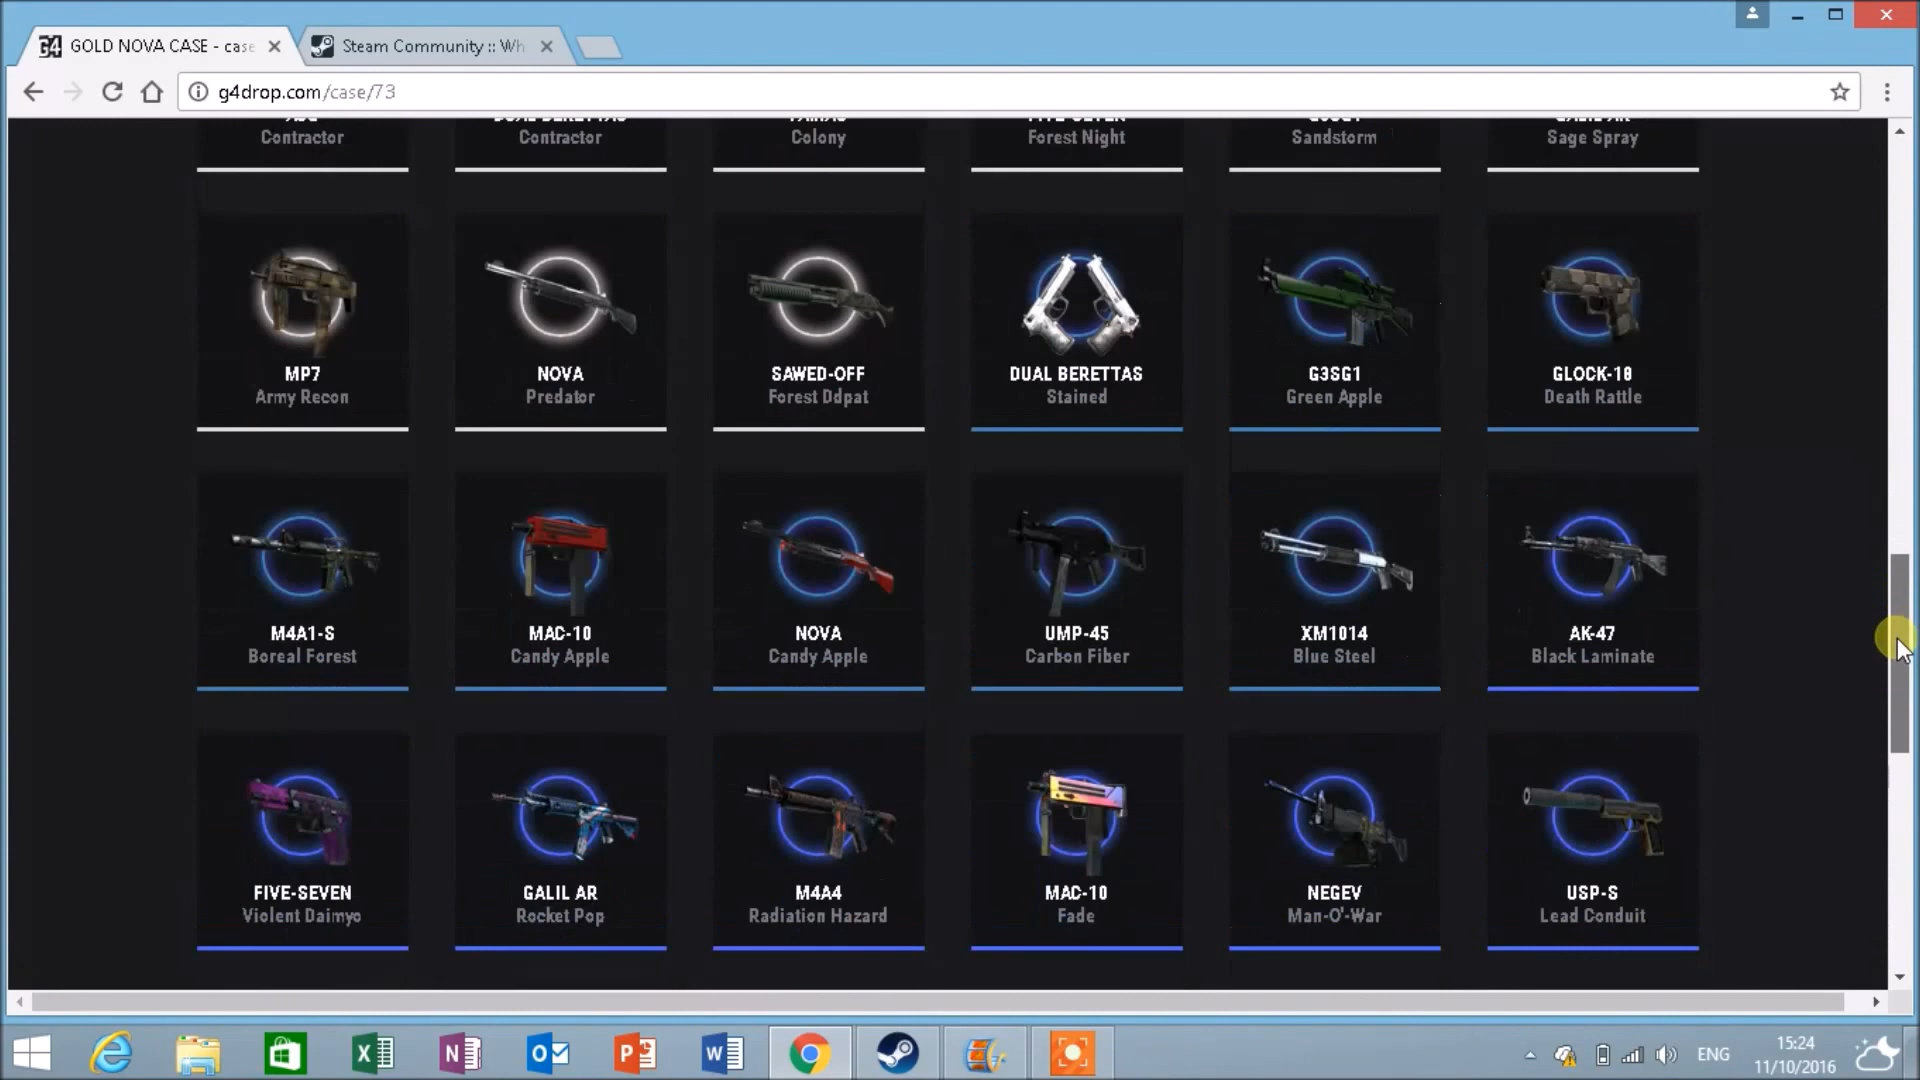 GOLD NOVA CASE - case
Steam Community :: Wh
g4drop.com/case/73
Contractor
Contractor
Colony
Forest Night
Sandstorm
Sage Spray
MP7
Army Recon
NOVA
Predator
SAWED-OFF
Forest Ddpat
DUAL BERETTAS
Stained
G3SG1
Green Apple
GLOCK-18
Death Rattle
M4A1-S
Boreal Forest
MAC-10
Candy Apple
NOVA
Candy Apple
UMP-45
Carbon Fiber
XM1014
Blue Steel
AK-47
Black Laminate
FIVE-SEVEN
Violent Daimyo
GALIL AR
Rocket Pop
M4A4
Radiation Hazard
MAC-10
Fade
NEGEV
Man-O'-War
USP-S
Lead Conduit
ENG
15:24
11/10/2016